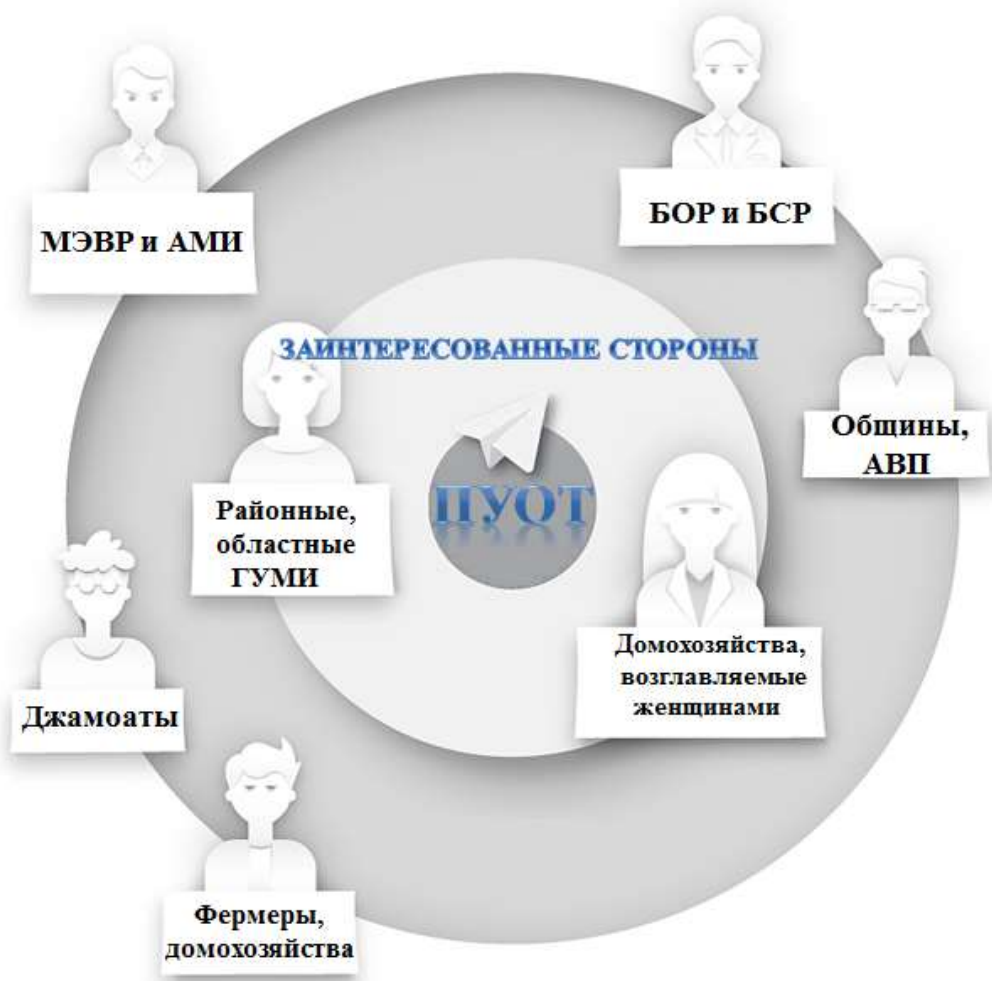 МЭВР и АМИ
БОР и БСР
ЗАИНТЕРЕСОВАННЫЕ СТОРОНЫ
Общины,
АВП
ПУОТ
Районные,
областные
ГУМИ
Домохозяйства,
возглавляемые
женщинами
Джамоаты
Фермеры,
домохозяйства